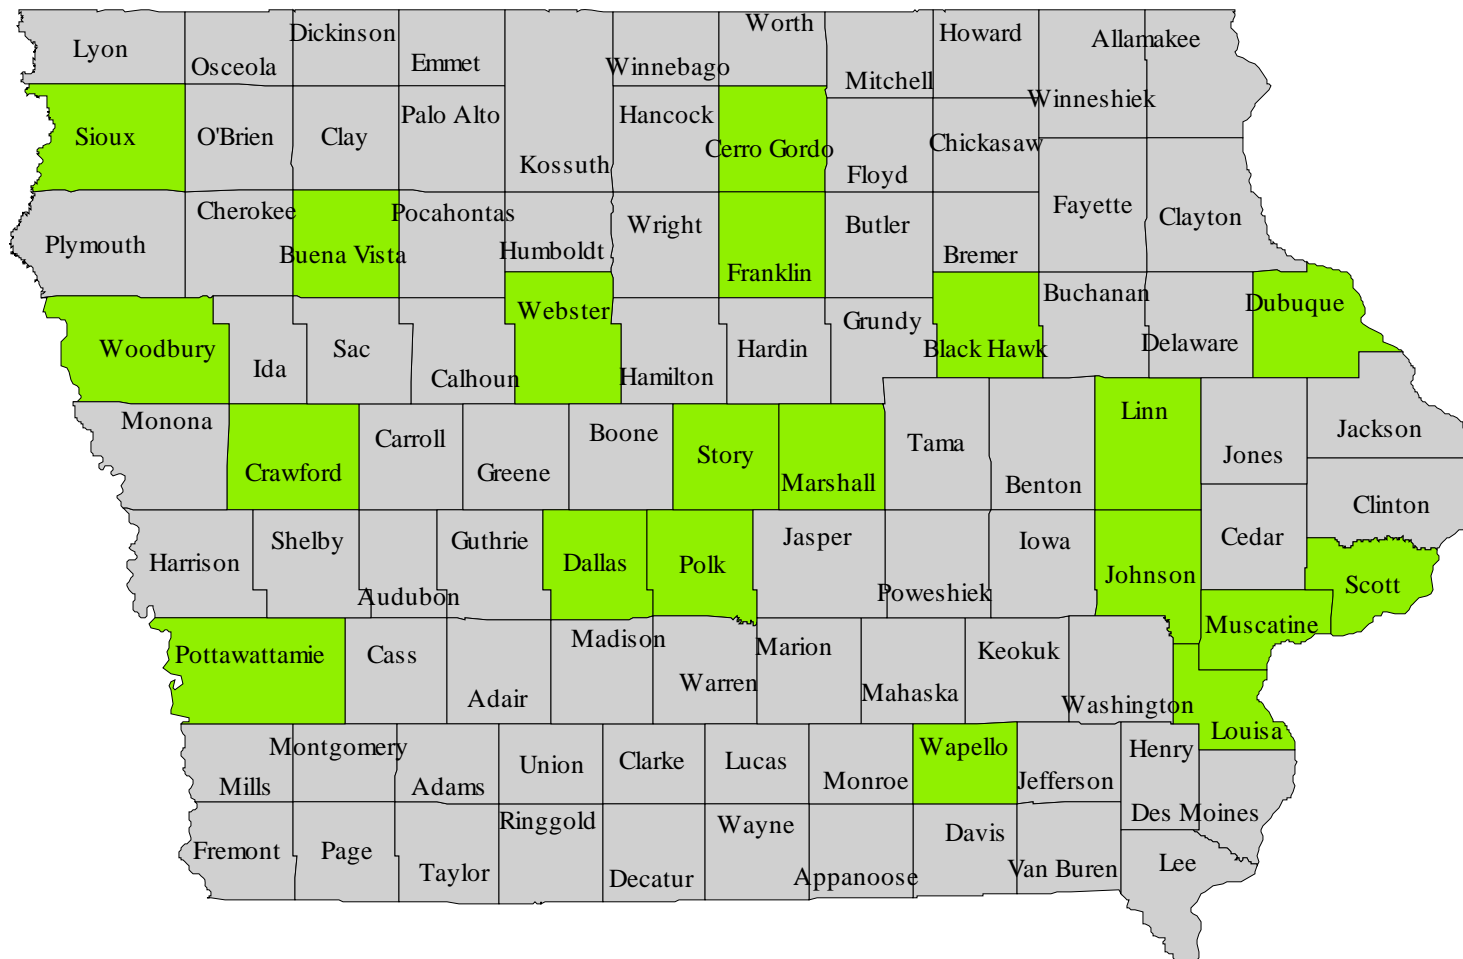 Lyon
Osceola
Dickinson
Emmet
Winnebago
Worth
Mitchell
Howard
Winneshiek
Allamakee
Sioux
O'Brien
Clay
Palo Alto
Kossuth
Hancock
Cerro Gordo
Floyd
Chickasaw
Plymouth
Cherokee
Buena Vista
Pocahontas
Humboldt
Wright
Franklin
Butler
Bremer
Fayette
Clayton
Woodbury
Ida
Sac
Calhoun
Webster
Hamilton
Hardin
Grundy
Black Hawk
Buchanan
Delaware
Dubuque
Monona
Crawford
Carroll
Greene
Boone
Story
Marshall
Tama
Benton
Linn
Jones
Jackson
Clinton
Harrison
Shelby
Audubon
Guthrie
Dallas
Polk
Jasper
Poweshiek
Iowa
Johnson
Cedar
Scott
Muscatine
Pottawattamie
Cass
Adair
Madison
Warren
Marion
Mahaska
Keokuk
Washington
Louisa
Mills
Montgomery
Adams
Union
Clarke
Lucas
Monroe
Wapello
Jefferson
Henry
Des Moines
Fremont
Page
Taylor
Ringgold
Decatur
Wayne
Appanoose
Davis
Van Buren
Lee